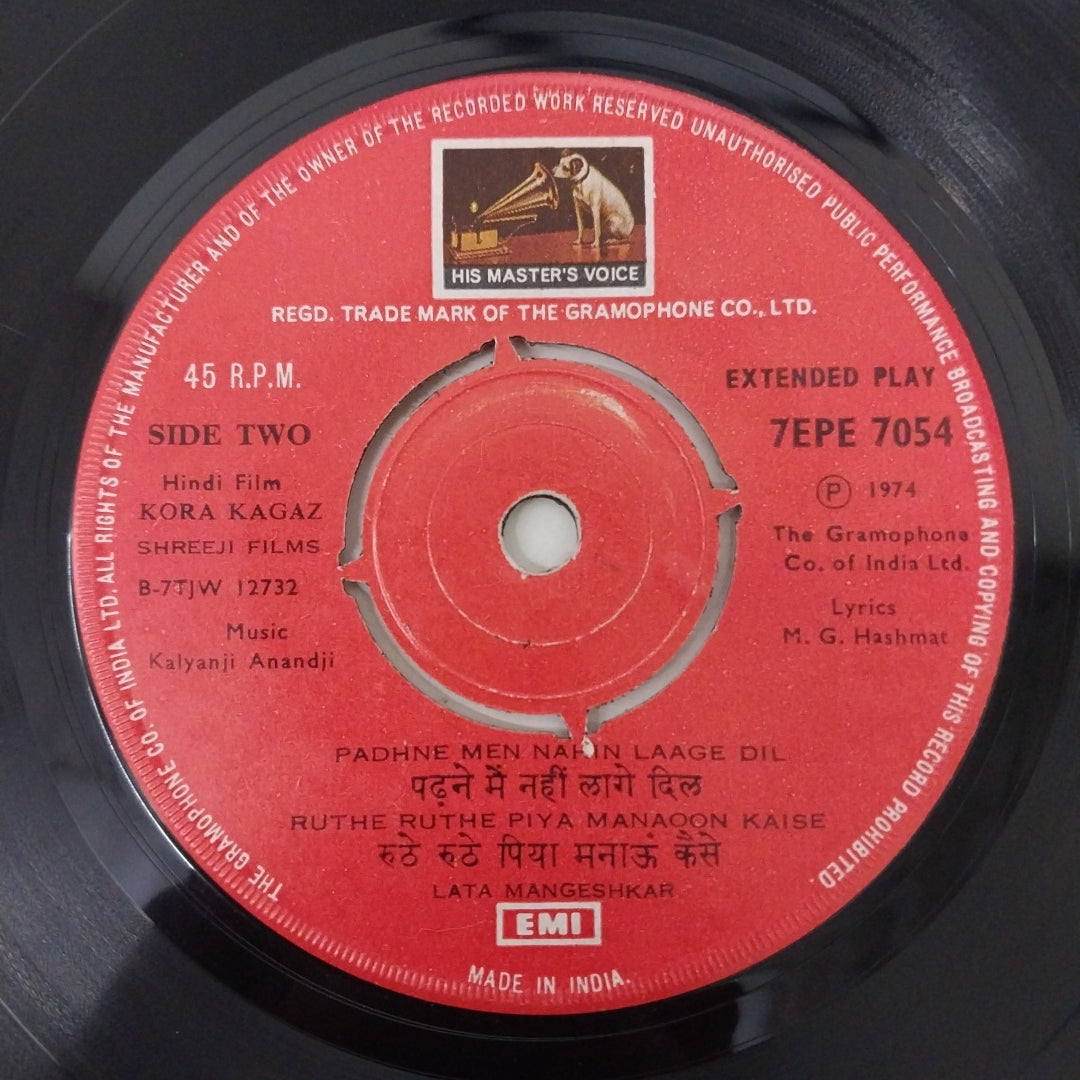 THE GRAMOPHONE CO. OF INDIA LTD. ALL RIGHTS OF THE MANUFACTURER AND OF THE OWNER OF THE RECORDED WORK RESERVED UNAUTHORISED PUBLIC PERFORMANCE BROADCASTING AND COPYING OF THIS RECORD PROHIBITED.
HIS MASTER'S VOICE
REGD. TRADE MARK OF THE GRAMOPHONE CO., LTD.
45 R.P.M.
SIDE TWO
Hindi Film
KORA KAGAZ
SHREEJI FILMS
B-7TJW 12732
Music
Kalyanji Anandji
EXTENDED PLAY
7EPE 7054
Ⓟ 1974
The Gramophone
Co. of India Ltd.
Lyrics
M. G. Hashmat
PADHNE MEN NAHIN LAAGE DIL
पढ़ने में नहीं लागे दिल
RUTHE RUTHE PIYA MANAOON KAISE
रुठे रुठे पिया मनाऊं कैसे
LATA MANGESHKAR
EMI
MADE IN INDIA.